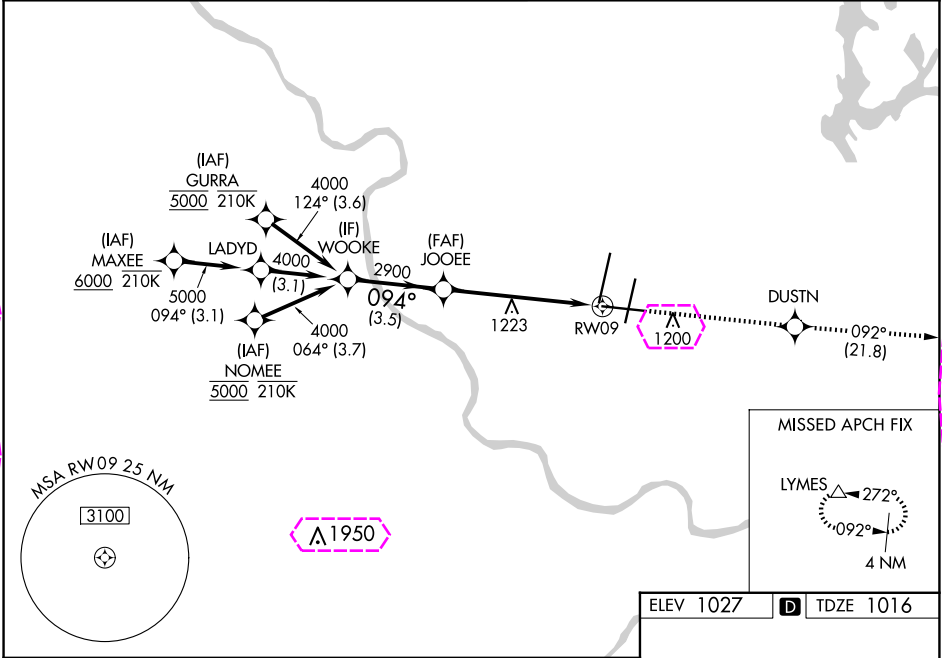 (IAF)
GURRA
5000 210K
4000
124° (3.6)
(IAF)
MAXEE
6000 210K
LADYD
4000
(3.1)
5000
094° (3.1)
(IF)
WOOKE
2900
094°
(3.5)
(FAF)
JOOEE
4000
064° (3.7)
(IAF)
NOMEE
5000 210K
1223
RW09
1200
DUSTN
092°
(21.8)
MSA RW09 25 NM
3100
1950
MISSED APCH FIX
LYMES
272°
092°
4 NM
ELEV 1027 D TDZE 1016